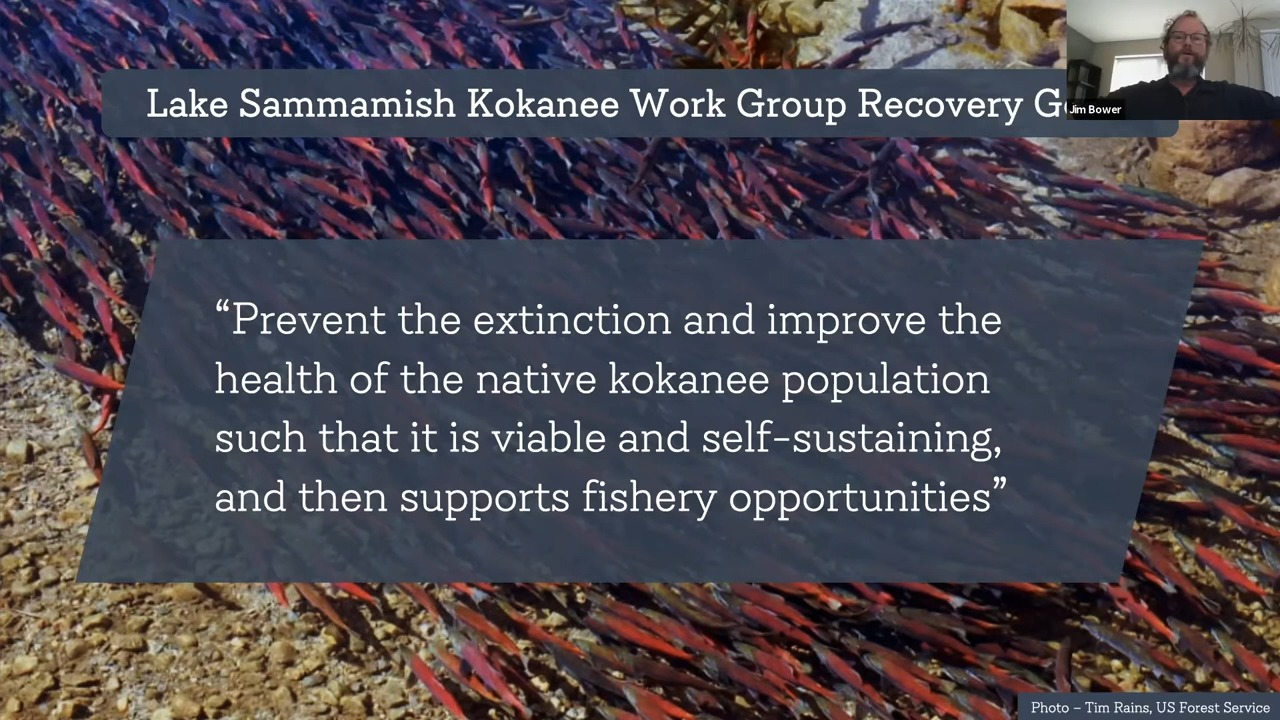 Lake Sammamish Kokanee Work Group Recovery
Jim Bower
“Prevent the extinction and improve the
health of the native kokanee population
such that it is viable and self-sustaining,
and then supports fishery opportunities”
Photo – Tim Rains, US Forest Service